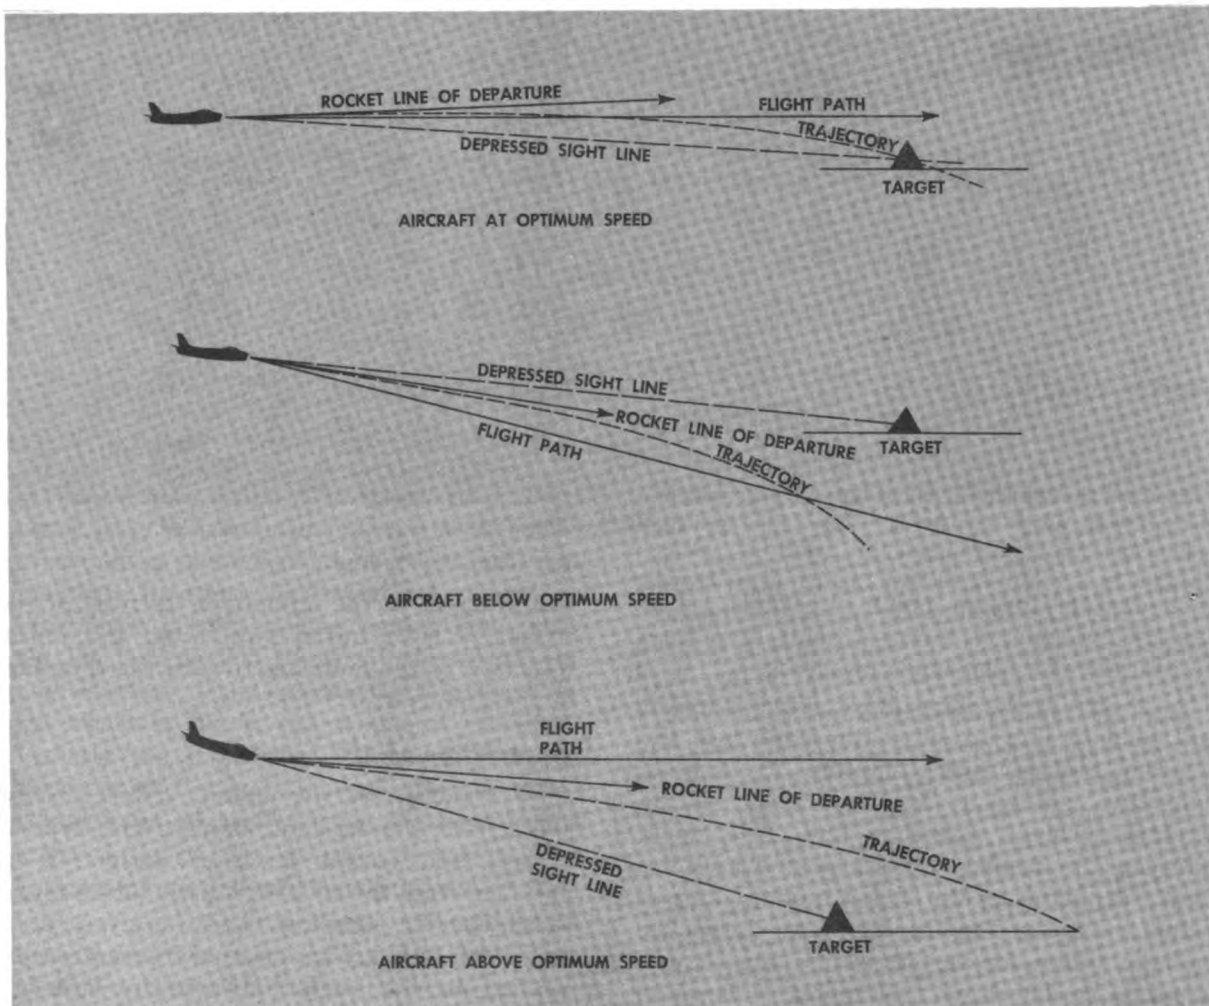 ROCKET LINE OF DEPARTURE
FLIGHT PATH
TRAJECTORY
DEPRESSED SIGHT LINE
TARGET
AIRCRAFT AT OPTIMUM SPEED
DEPRESSED SIGHT LINE
ROCKET LINE OF DEPARTURE
FLIGHT PATH
TARGET
TRAJECTORY
AIRCRAFT BELOW OPTIMUM SPEED
FLIGHT
PATH
ROCKET LINE OF DEPARTURE
TRAJECTORY
DEPRESSED
SIGHT LINE
TARGET
AIRCRAFT ABOVE OPTIMUM SPEED